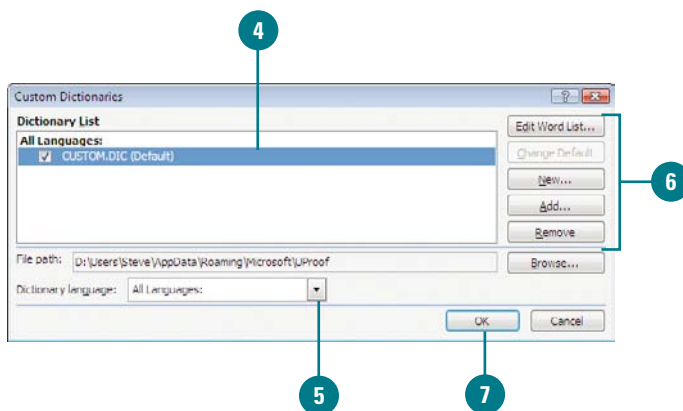 4
Custom Dictionaries
Dictionary List
All Languages:
CUSTOM.DIC (Default)
Edit Word List...
Change Default
New...
Add...
Remove
6
File path: D:\Users\Steve\AppData\Roaming\Microsoft\UProof
Browse...
Dictionary language: All Languages:
OK
Cancel
5
7